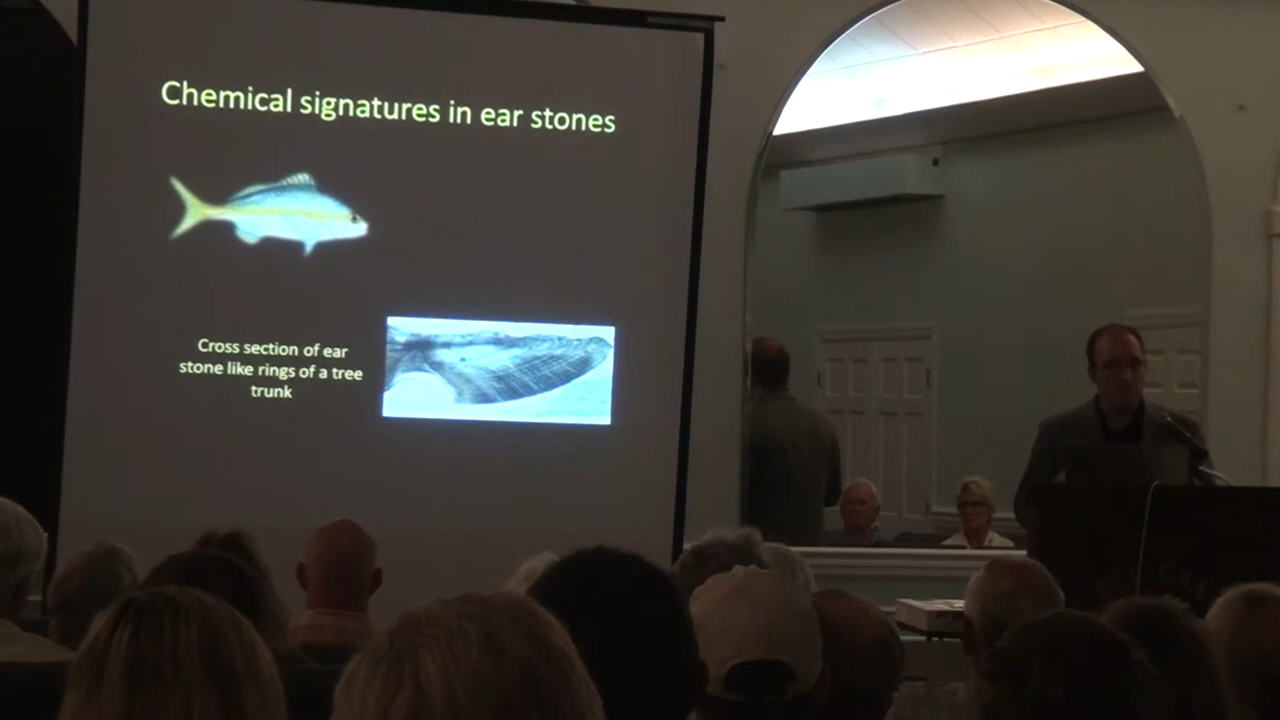 Chemical signatures in ear stones
Cross section of ear
stone like rings of a tree
trunk